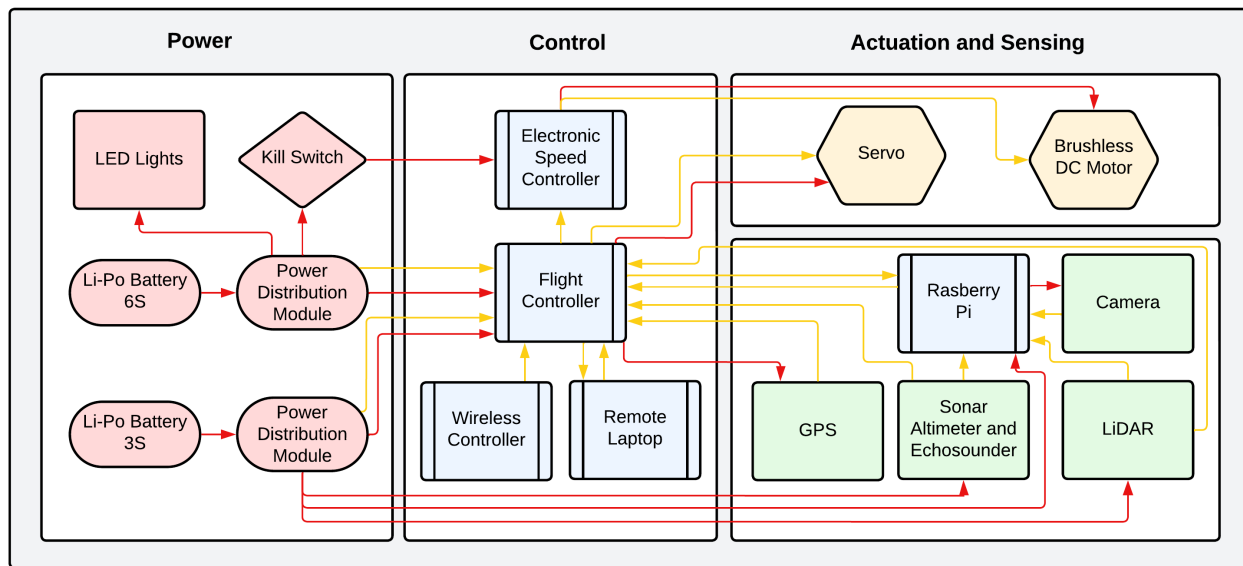 Power
Control
Actuation and Sensing
LED Lights
Kill Switch
Electronic
Speed
Controller
Servo
Brushless
DC Motor
Li-Po Battery
6S
Power
Distribution
Module
Flight
Controller
Rasberry
Pi
Camera
Li-Po Battery
3S
Power
Distribution
Module
Wireless
Controller
Remote
Laptop
GPS
Sonar
Altimeter and
Echosounder
LiDAR